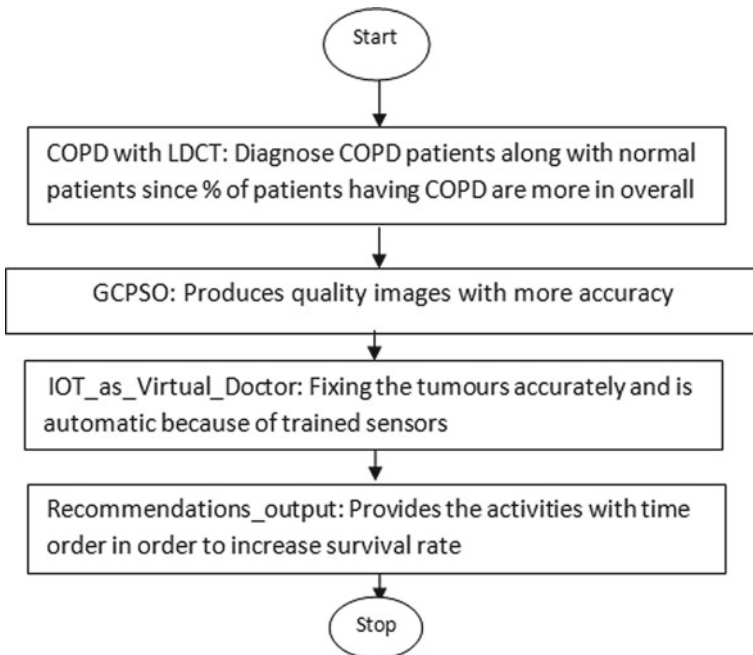 Start
COPD with LDCT: Diagnose COPD patients along with normal
patients since % of patients having COPD are more in overall
GCPSO: Produces quality images with more accuracy
IOT_as_Virtual_Doctor: Fixing the tumours accurately and is
automatic because of trained sensors
Recommendations_output: Provides the activities with time
order in order to increase survival rate
Stop